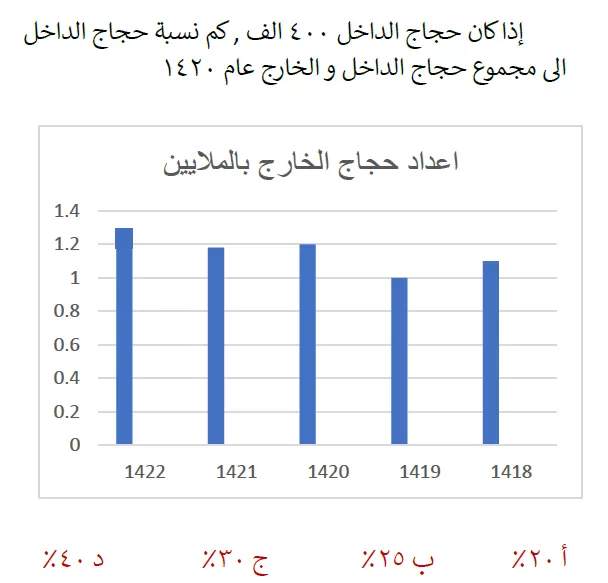 إذا كان حجاج الداخل ٤٠٠ الف , كم نسبة حجاج الداخل
الى مجموع حجاج الداخل و الخارج عام ١٤٢٠
اعداد حجاج الخارج بالملايين
1.4
1.2
1
0.8
0.6
0.4
0.2
0
1422 1421 1420 1419 1418
أ ٢٠٪ ب ٢٥٪ ج ٣٠٪ د ٤٠٪